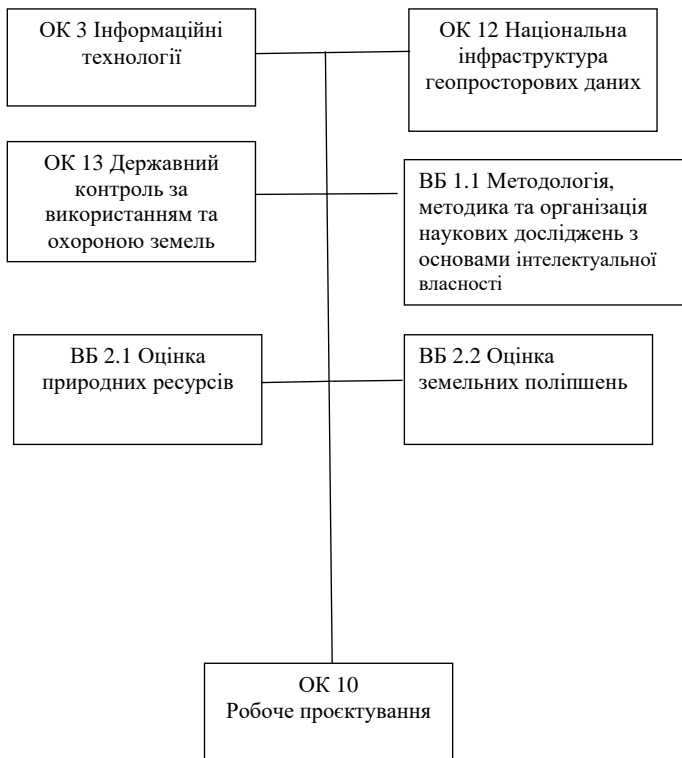 ОК 3 Інформаційні
технології
ОК 12 Національна
інфраструктура
геопросторових даних
ОК 13 Державний
контроль за
використанням та
охороною земель
ВБ 1.1 Методологія,
методика та організація
наукових досліджень з
основами інтелектуальної
власності
ВБ 2.1 Оцінка
природних ресурсів
ВБ 2.2 Оцінка
земельних поліпшень
ОК 10
Робоче проєктування